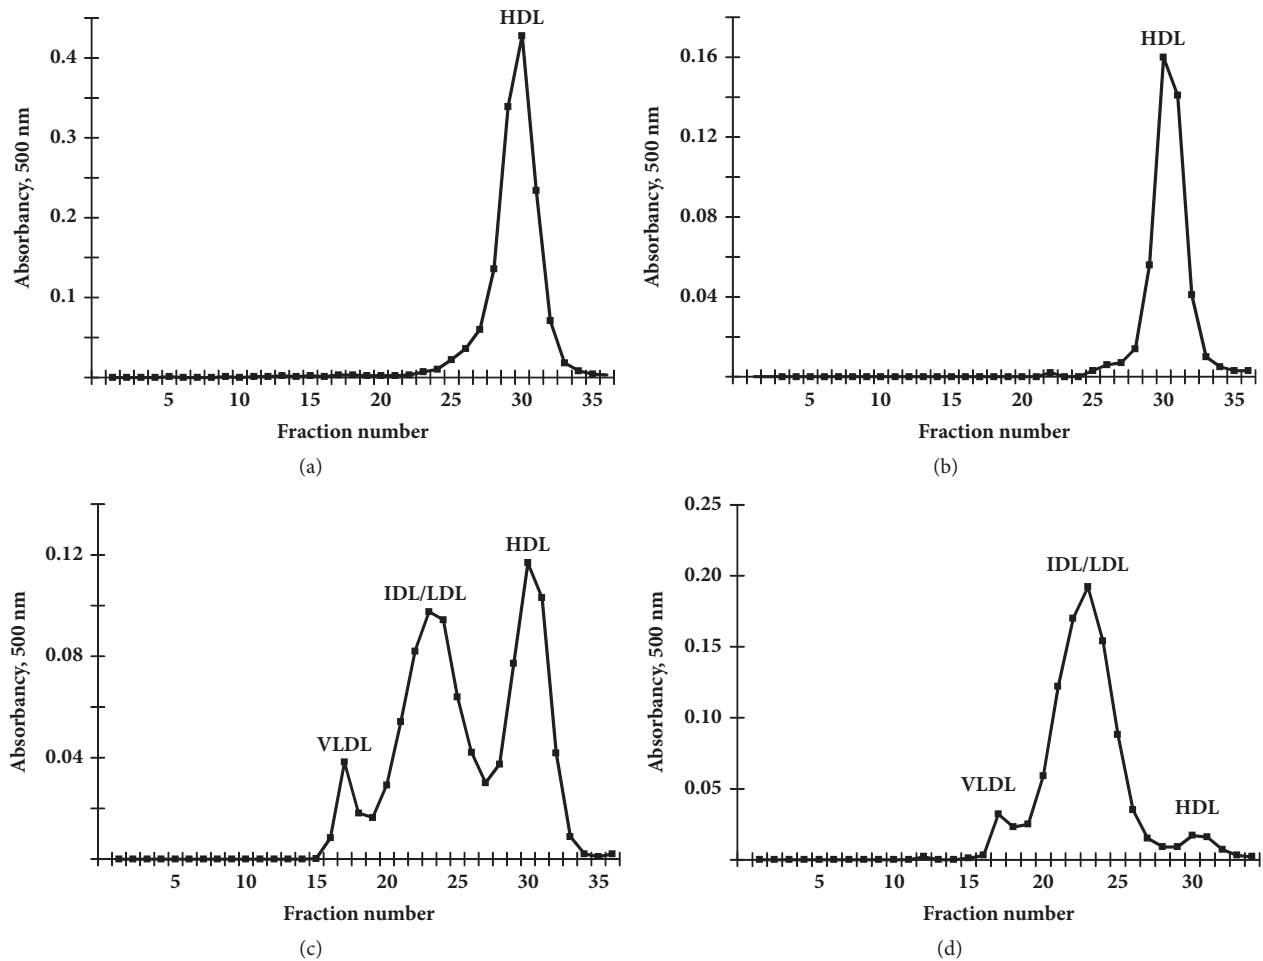 HDL
0.4
0.3
0.2
0.1
Absorbancy, 500 nm
5 10 15 20 25 30 35
Fraction number
(a)
HDL
0.16
0.12
0.08
0.04
Absorbancy, 500 nm
5 10 15 20 25 30 35
Fraction number
(b)
HDL
IDL/LDL
VLDL
0.12
0.08
0.04
Absorbancy, 500 nm
5 10 15 20 25 30 35
Fraction number
(c)
0.25
0.20
0.15
0.10
0.05
IDL/LDL
VLDL
HDL
Absorbancy, 500 nm
5 10 15 20 25 30
Fraction number
(d)